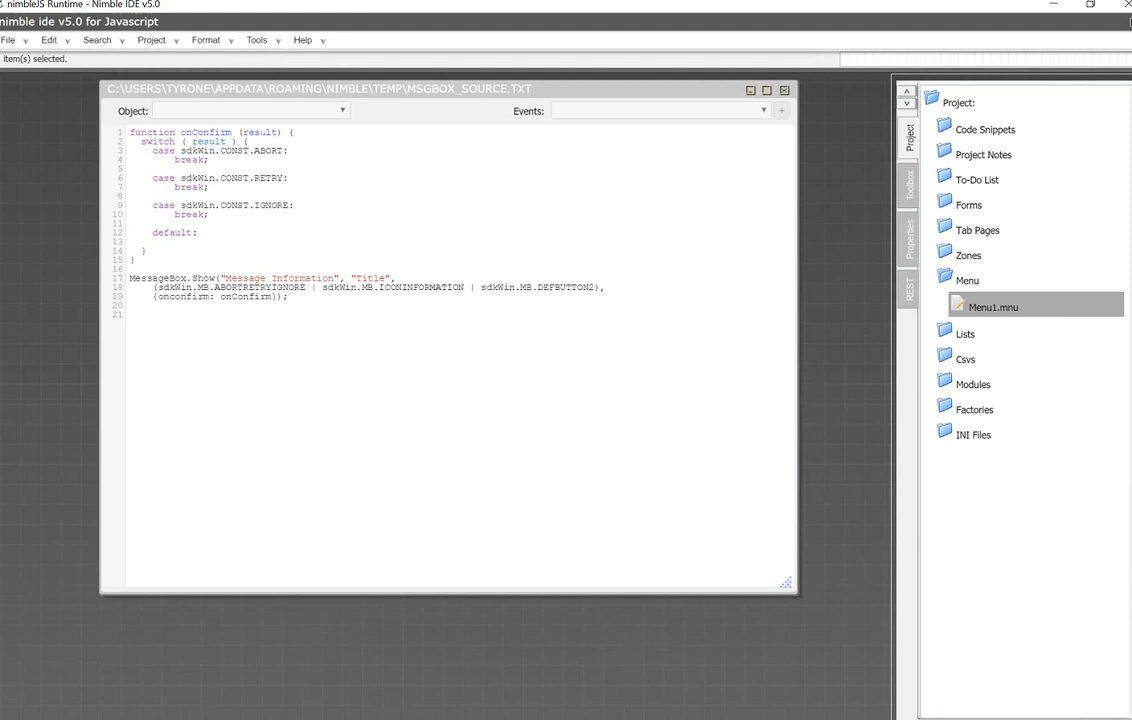 nimbleJS Runtime - Nimble IDE v5.0
nimble ide v5.0 for Javascript
File Edit Search Project Format Tools Help
item(s) selected.
C:\USERS\TYRONE\APPDATA\ROAMING\NIMBLE\TEMP\MSGBOX_SOURCE.TXT
Object: Events: +
1 function onConfirm (result) {
2 switch ( result ) {
3 case sdkWin.CONST.ABORT:
4 break;
5
6 case sdkWin.CONST.RETRY:
7 break;
8
9 case sdkWin.CONST.IGNORE:
10 break;
11
12 default:
13
14 }
15 }
16
17 MessageBox.Show("Message Information", "Title",
18 (sdkWin.MB.ABORTRETRYIGNORE | sdkWin.MB.ICONINFORMATION | sdkWin.MB.DEFBUTTON2),
19 {onconfirm: onConfirm});
20
21
Project
Toolbox
Properties
REST
Project:
Code Snippets
Project Notes
To-Do List
Forms
Tab Pages
Zones
Menu
Menu1.mnu
Lists
Csvs
Modules
Factories
INI Files